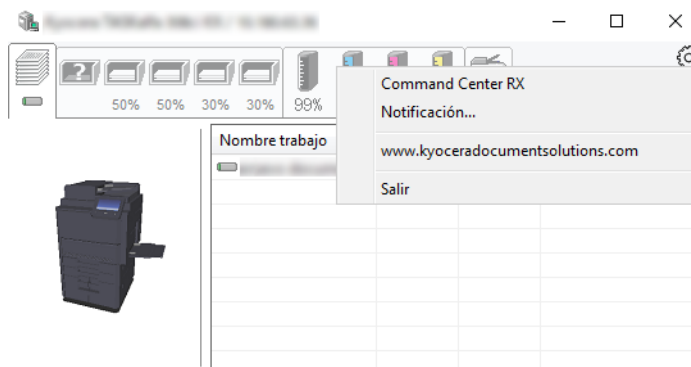 50% 50% 30% 30% 99%
Nombre trabajo
Command Center RX
Notificación...
www.kyoceradocumentsolutions.com
Salir